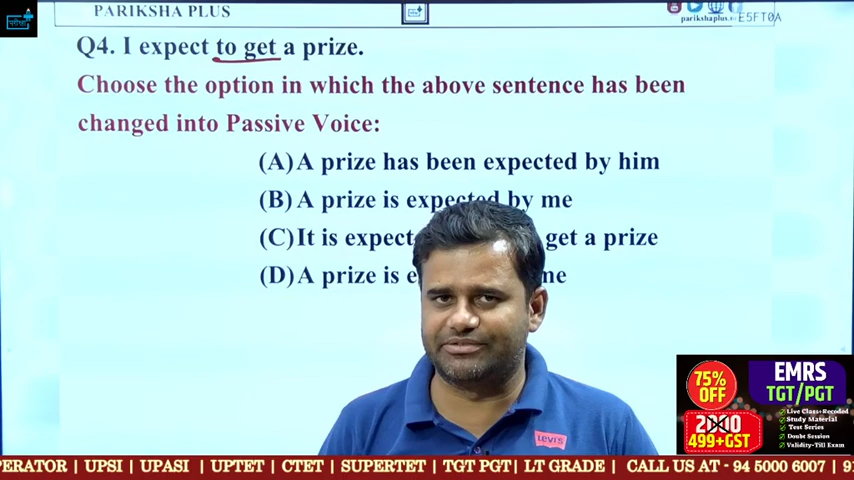 परीक्षा
PARIKSHA PLUS
parikshaplus.
E5FT0A
Q4. I expect to get a prize.
Choose the option in which the above sentence has been
changed into Passive Voice:
(A) A prize has been expected by him
(B) A prize is expected by me
(C) It is get a prize
(D) A prize is me
LEVI'S
75%
OFF
2000
499+GST
EMRS
TGT/PGT
Live Class+Recoded
Study Material
Test Series
Doubt Session
Validity-Till Exam
PERATOR | UPSI | UPASI | UPTET | CTET | SUPERTET | TGT PGT | LT GRADE | CALL US AT - 94 5000 6007 | 9